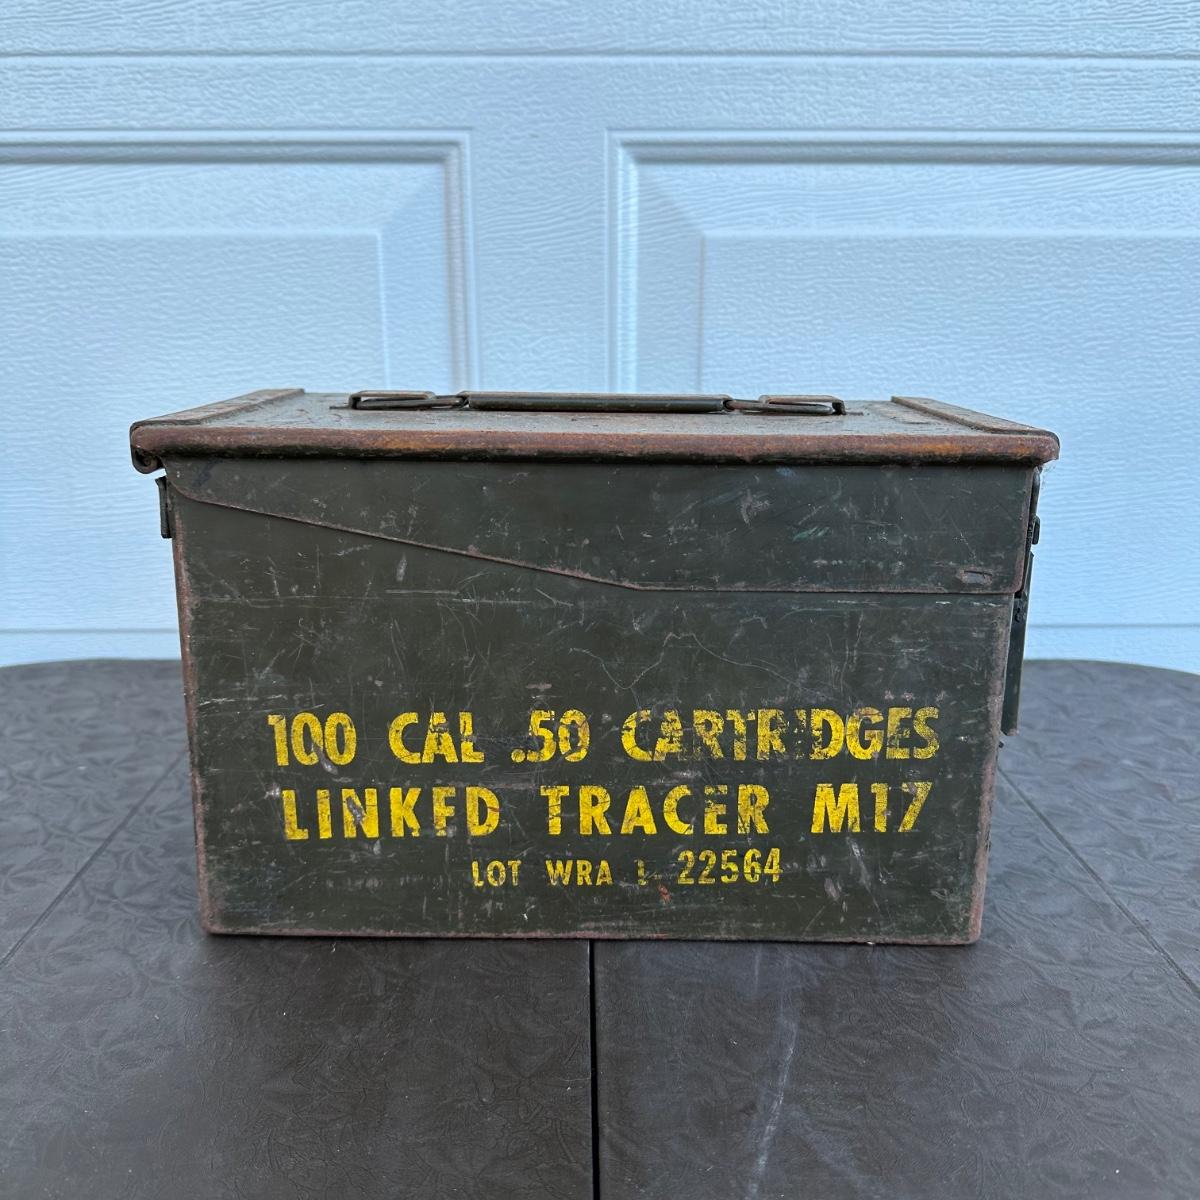 100 CAL .50 CARTRIDGES
LINKED TRACER M17
LOT WRA 22564